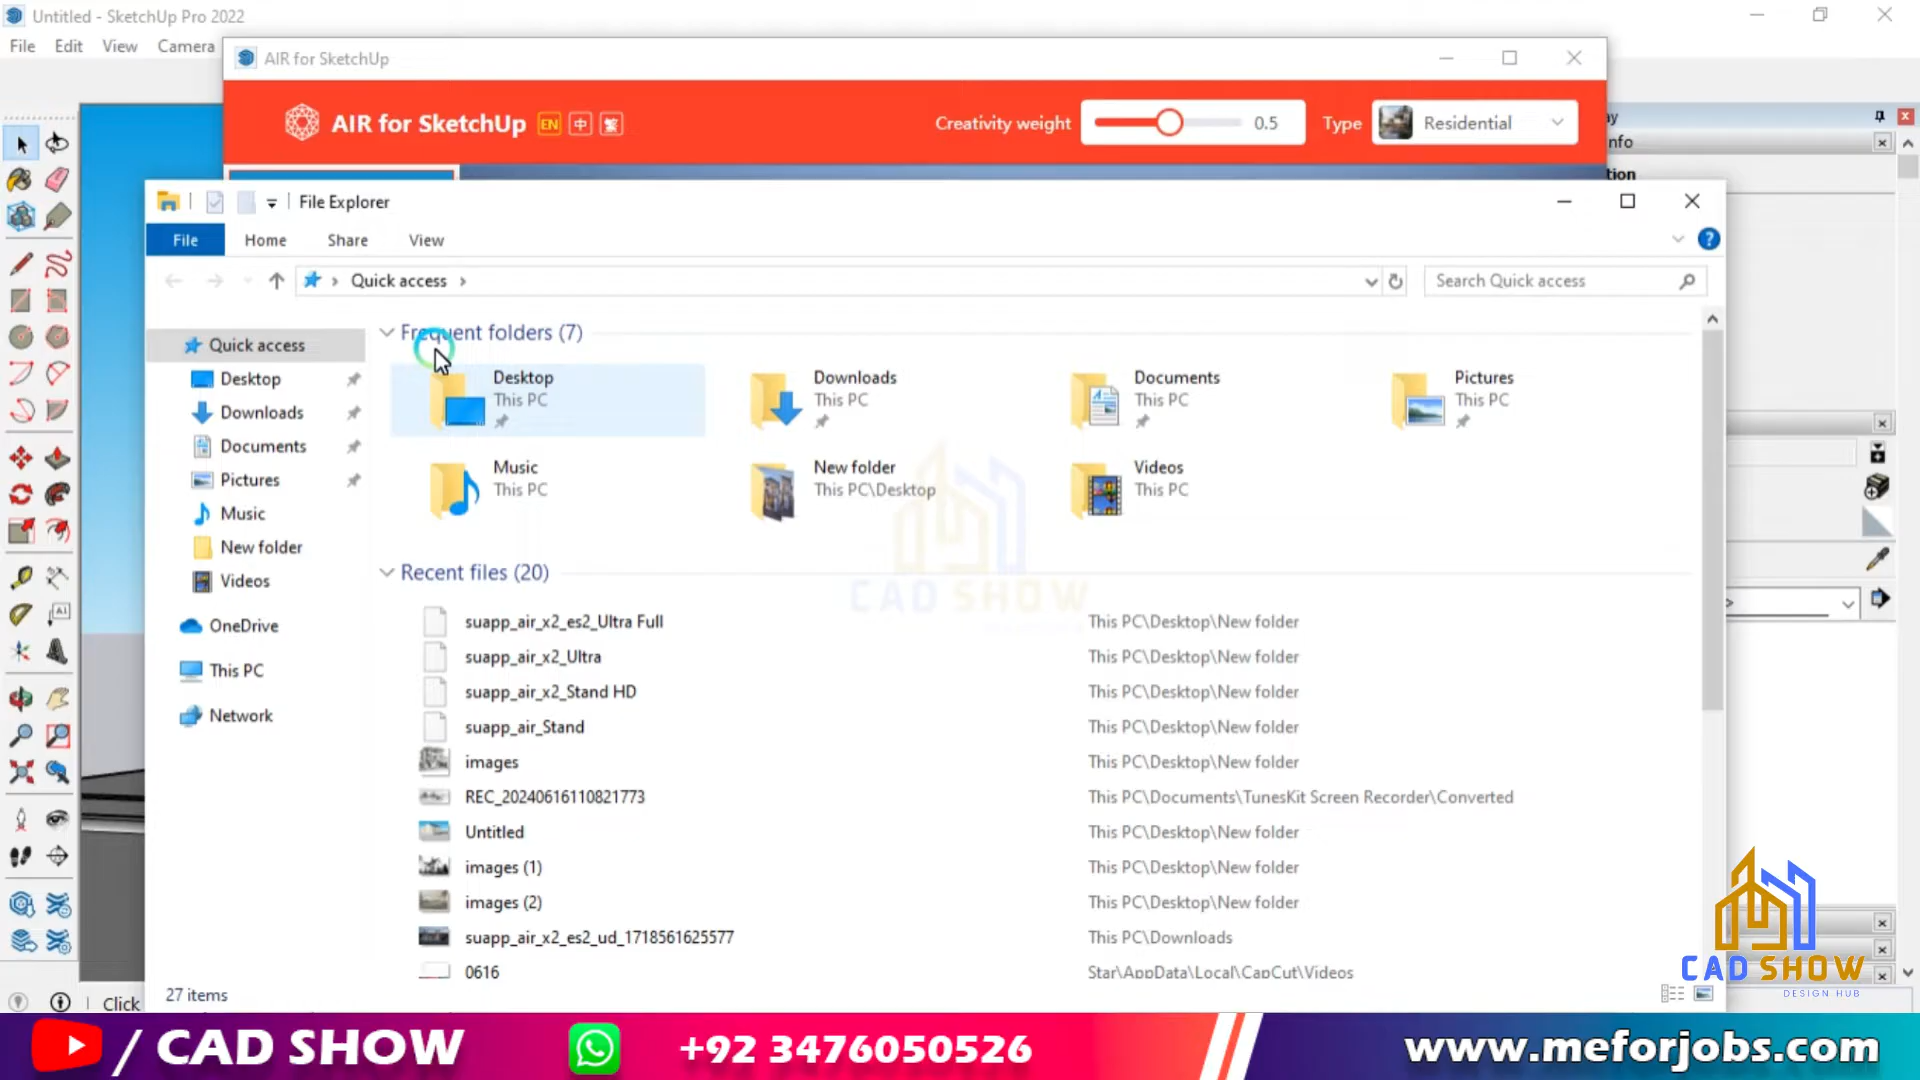 Untitled - SketchUp Pro 2022
File Edit View Camera
AIR for SketchUp
AIR for SketchUp EN 中 繁 Creativity weight 0.5 Type Residential
File Explorer
File Home Share View
Quick access Search Quick access
Quick access
Desktop
Downloads
Documents
Pictures
Music
New folder
Videos
OneDrive
This PC
Network
Frequent folders (7)
Desktop
This PC
Downloads
This PC
Documents
This PC
Pictures
This PC
Music
This PC
New folder
This PC\Desktop
Videos
This PC
Recent files (20)
suapp_air_x2_es2_Ultra Full This PC\Desktop\New folder
suapp_air_x2_Ultra This PC\Desktop\New folder
suapp_air_x2_Stand HD This PC\Desktop\New folder
suapp_air_Stand This PC\Desktop\New folder
images This PC\Desktop\New folder
REC_20240616110821773 This PC\Documents\TunesKit Screen Recorder\Converted
Untitled This PC\Desktop\New folder
images (1) This PC\Desktop\New folder
images (2) This PC\Desktop\New folder
suapp_air_x2_es2_ud_1718561625577 This PC\Downloads
0616 Star\AppData\Local\CapCut\Videos
27 items
Click
CAD SHOW
CAD SHOW
DESIGN HUB
/ CAD SHOW +92 3476050526 www.meforjobs.com